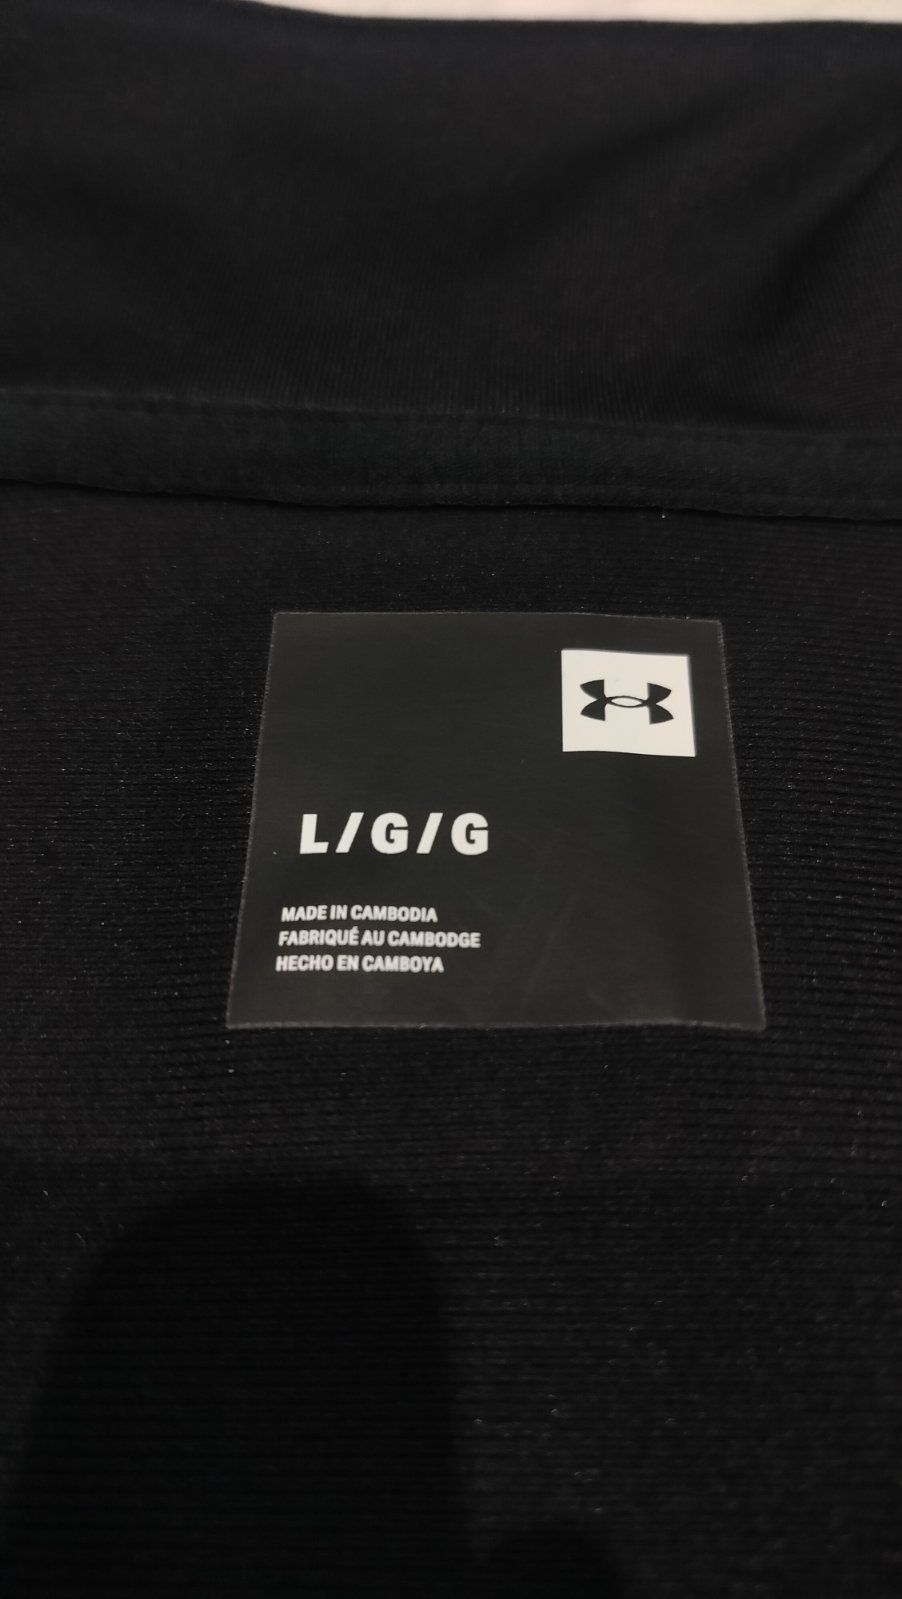 L/G/G
MADE IN CAMBODIA
FABRIQUÉ AU CAMBODGE
HECHO EN CAMBOYA